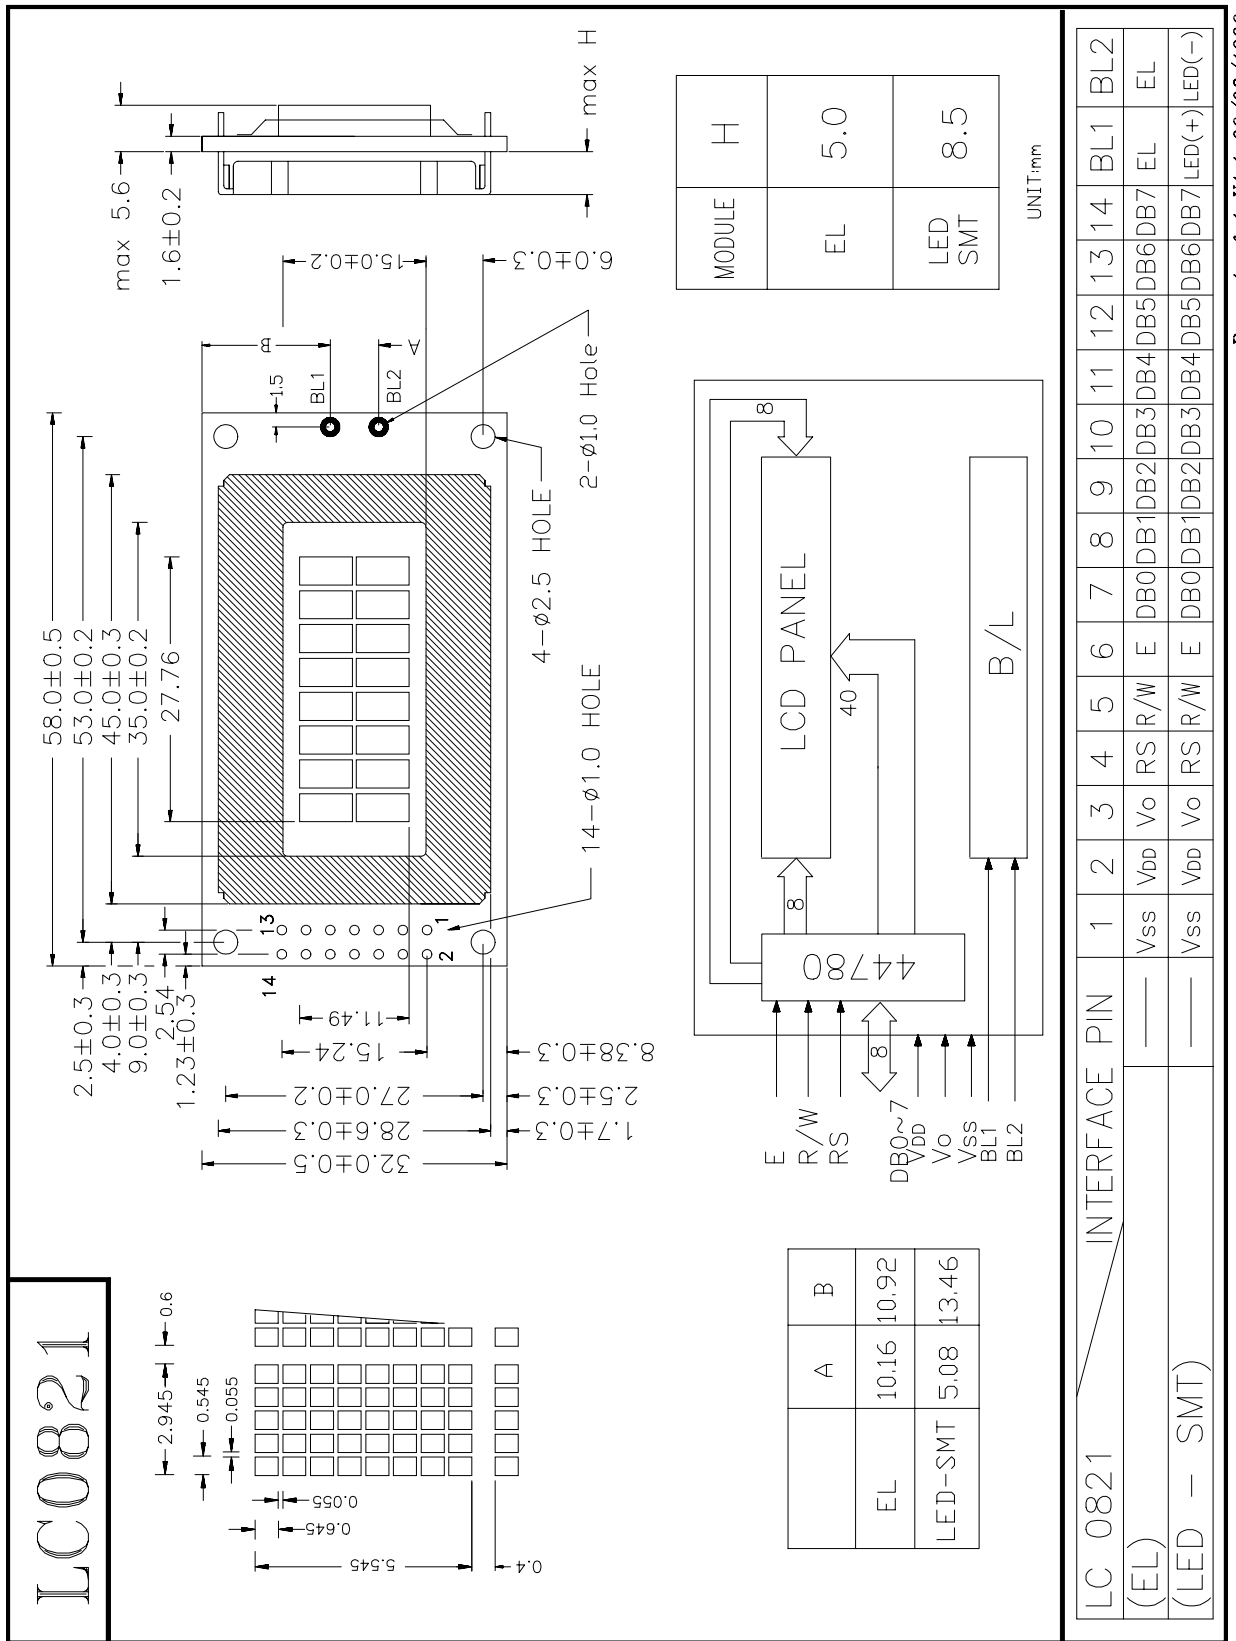 LC0821
58.0±0.5
53.0±0.2
45.0±0.3
35.0±0.2
27.76
2.5±0.3
4.0±0.3
9.0±0.3
2.54
1.23±0.3
max 5.6
1.6±0.2
max H
B
A
1.5
BL1
BL2
15.0±0.2
6.0±0.3
2-ø1.0 Hole
4-ø2.5 HOLE
14-ø1.0 HOLE
13
1
14
2
11.49
15.24
27.0±0.2
28.6±0.3
32.0±0.5
8.38±0.3
2.5±0.3
1.7±0.3
2.945
0.6
0.545
0.055
0.055
0.645
5.545
0.4
MODULE H
EL 5.0
LED SMT 8.5
UNIT:mm
LCD PANEL
B/L
44780
8
8
40
8
E
R/W
RS
DB0~7
VDD
Vo
Vss
BL1
BL2
A B
EL 10.16 10.92
LED-SMT 5.08 13.46
LC 0821 INTERFACE PIN 1 2 3 4 5 6 7 8 9 10 11 12 13 14 BL1 BL2
(EL) — Vss VDD Vo RS R/W E DB0 DB1 DB2 DB3 DB4 DB5 DB6 DB7 EL EL
(LED - SMT) — Vss VDD Vo RS R/W E DB0 DB1 DB2 DB3 DB4 DB5 DB6 DB7 LED(+) LED(-)